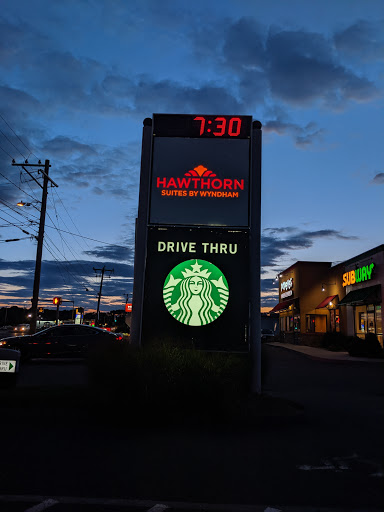 7:30
HAWTHORN
SUITES BY WYNDHAM
DRIVE THRU
SUBWAY